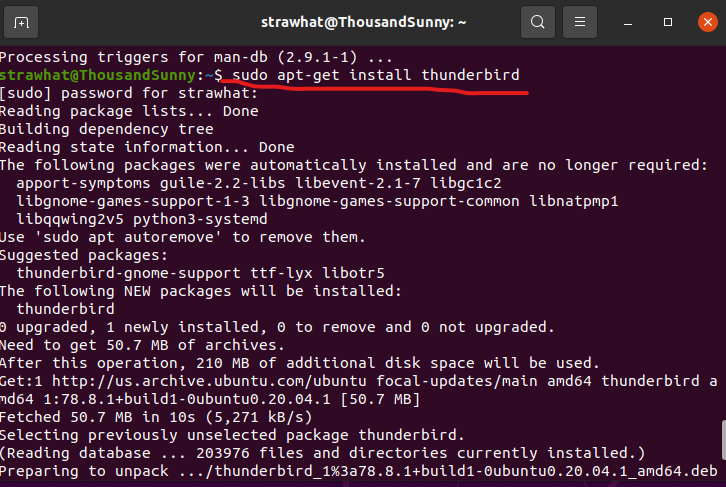 strawhat@ThousandSunny: ~
Processing triggers for man-db (2.9.1-1) ...
strawhat@ThousandSunny:~$ sudo apt-get install thunderbird
[sudo] password for strawhat:
Reading package lists... Done
Building dependency tree
Reading state information... Done
The following packages were automatically installed and are no longer required:
  apport-symptoms guile-2.2-libs libevent-2.1-7 libgc1c2
  libgnome-games-support-1-3 libgnome-games-support-common libnatpmp1
  libqqwing2v5 python3-systemd
Use 'sudo apt autoremove' to remove them.
Suggested packages:
  thunderbird-gnome-support ttf-lyx libotr5
The following NEW packages will be installed:
  thunderbird
0 upgraded, 1 newly installed, 0 to remove and 0 not upgraded.
Need to get 50.7 MB of archives.
After this operation, 210 MB of additional disk space will be used.
Get:1 http://us.archive.ubuntu.com/ubuntu focal-updates/main amd64 thunderbird a
md64 1:78.8.1+build1-0ubuntu0.20.04.1 [50.7 MB]
Fetched 50.7 MB in 10s (5,271 kB/s)
Selecting previously unselected package thunderbird.
(Reading database ... 203976 files and directories currently installed.)
Preparing to unpack .../thunderbird_1%3a78.8.1+build1-0ubuntu0.20.04.1_amd64.deb